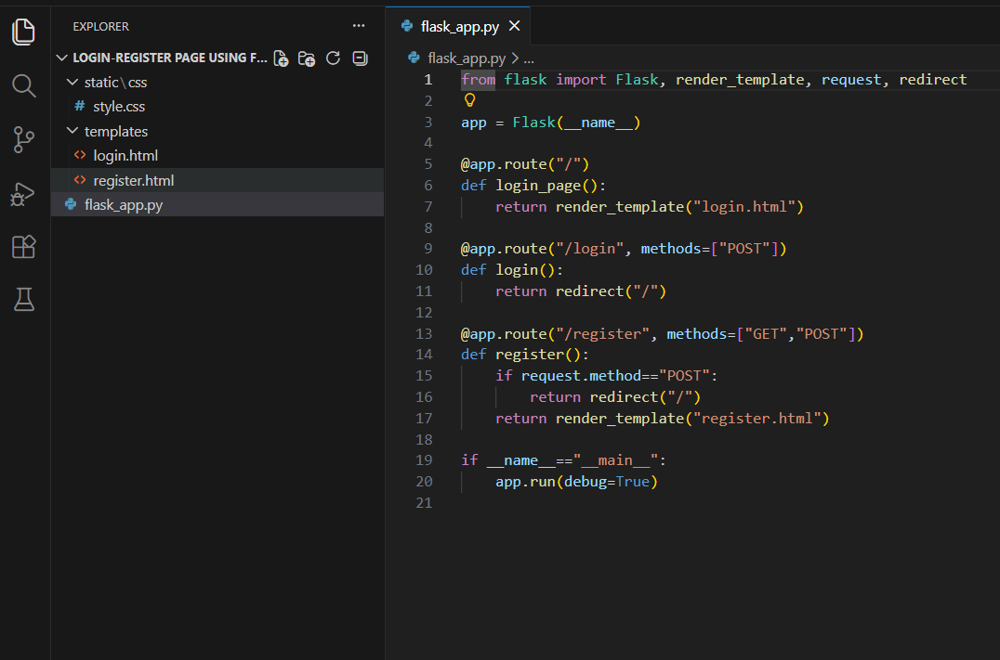 EXPLORER
...
LOGIN-REGISTER PAGE USING F...
static\css
# style.css
templates
<> login.html
<> register.html
flask_app.py
flask_app.py
flask_app.py > ...
1 from flask import Flask, render_template, request, redirect
2
3 app = Flask(__name__)
4
5 @app.route("/")
6 def login_page():
7     return render_template("login.html")
8
9 @app.route("/login", methods=["POST"])
10 def login():
11     return redirect("/")
12
13 @app.route("/register", methods=["GET","POST"])
14 def register():
15     if request.method=="POST":
16         return redirect("/")
17     return render_template("register.html")
18
19 if __name__=="__main__":
20     app.run(debug=True)
21